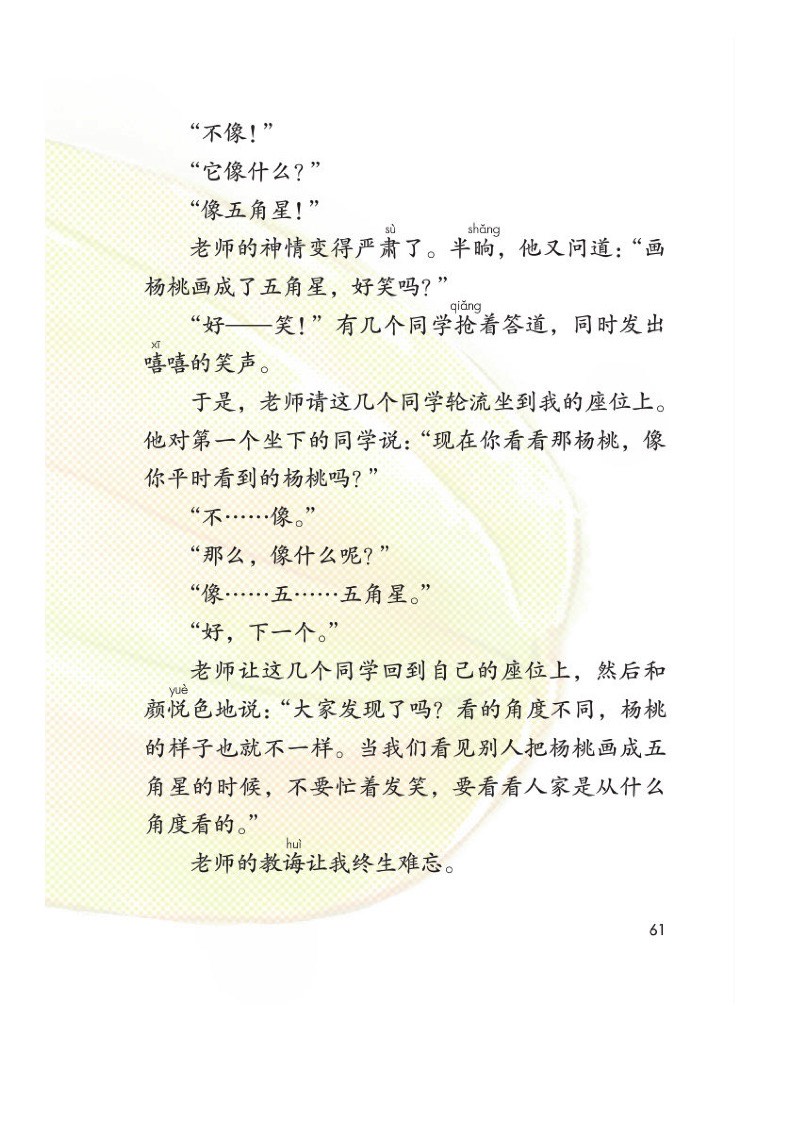 “不像！”
“它像什么？”
“像五角星！”
sù shǎng
老师的神情变得严肃了。半晌，他又问道：“画
杨桃画成了五角星，好笑吗？”
qiǎng
“好——笑！”有几个同学抢着答道，同时发出
xī
嘻嘻的笑声。
于是，老师请这几个同学轮流坐到我的座位上。
他对第一个坐下的同学说：“现在你看看那杨桃，像
你平时看到的杨桃吗？”
“不……像。”
“那么，像什么呢？”
“像……五……五角星。”
“好，下一个。”
老师让这几个同学回到自己的座位上，然后和
yuè
颜悦色地说：“大家发现了吗？看的角度不同，杨桃
的样子也就不一样。当我们看见别人把杨桃画成五
角星的时候，不要忙着发笑，要看看人家是从什么
角度看的。”
huì
老师的教诲让我终生难忘。
61